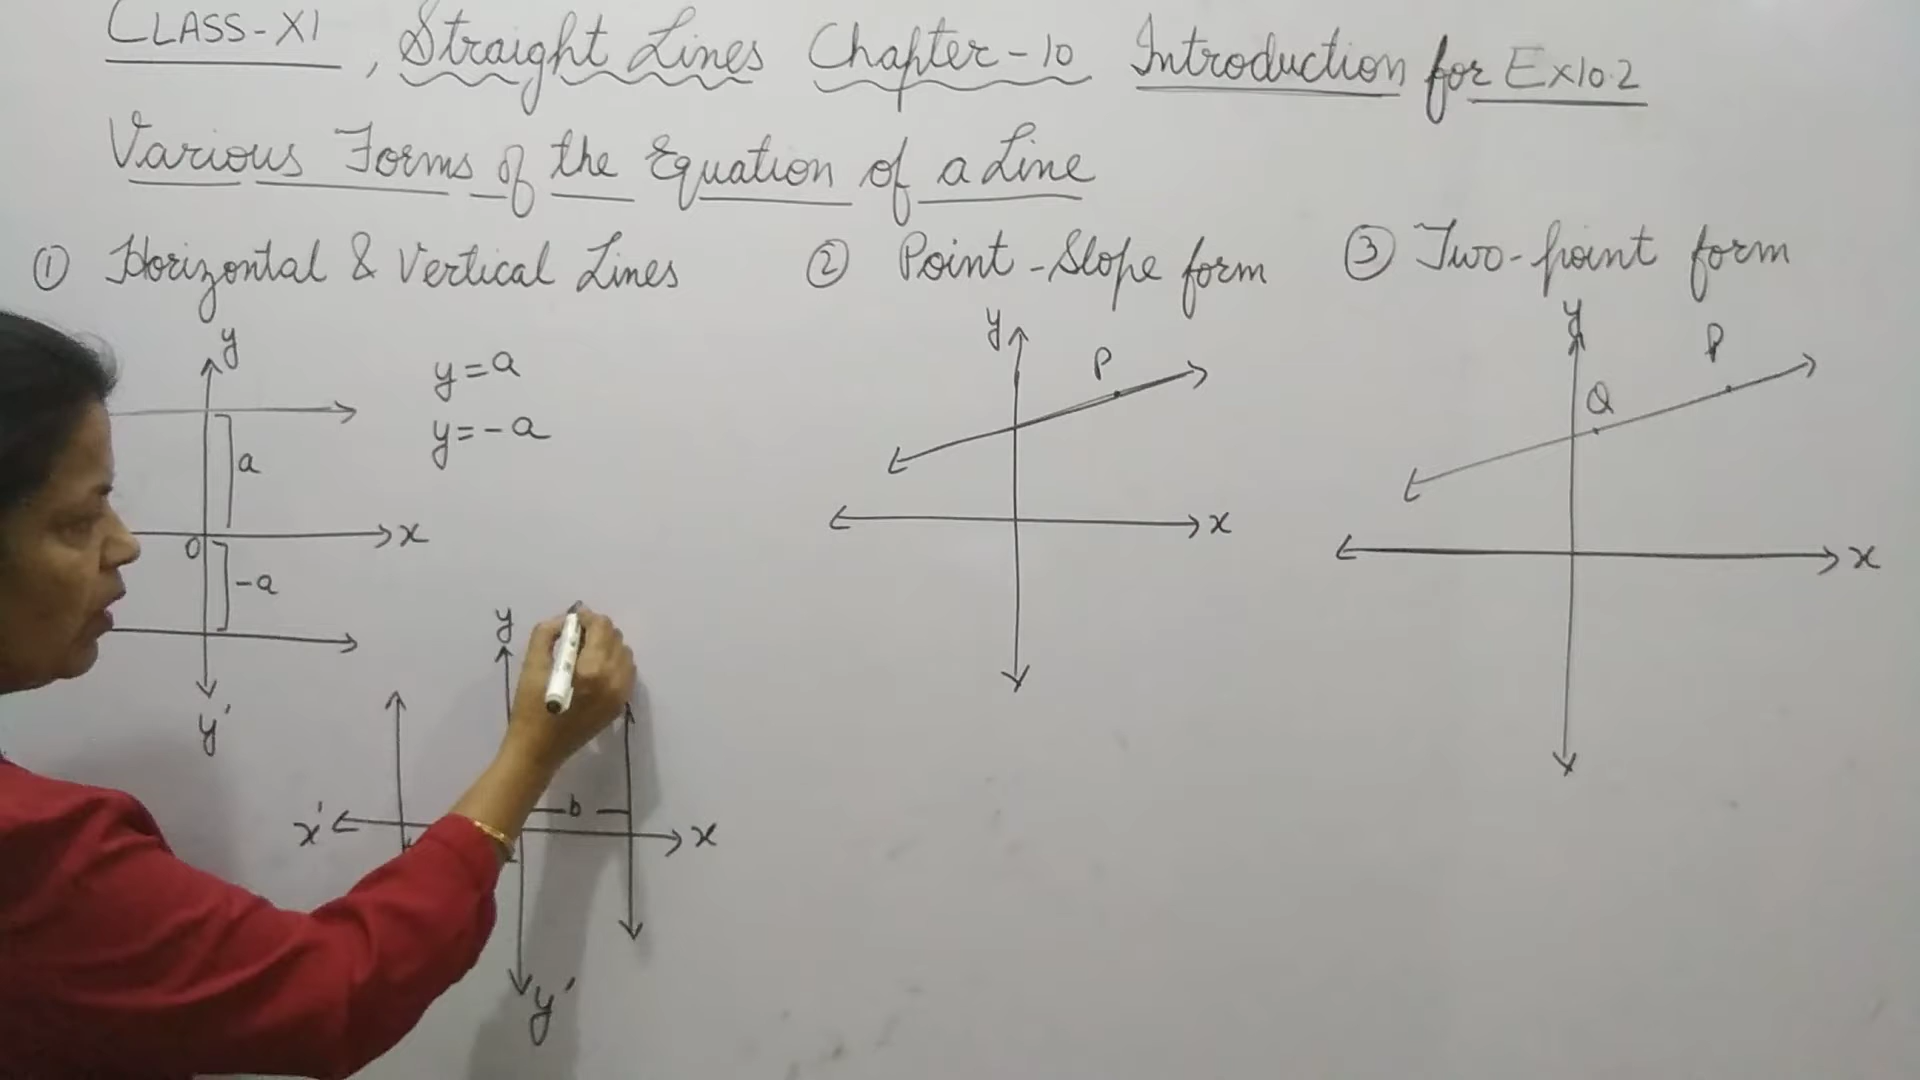 CLASS-XI, Straight Lines Chapter-10 Introduction for Ex10.2
Various Forms of the Equation of a Line
① Horizontal & Vertical Lines
y
a
x
0
-a
y'
y=a
y=-a
y
x'
b
x
y'
② Point-Slope form
y
P
x
③ Two-point form
y
P
Q
x